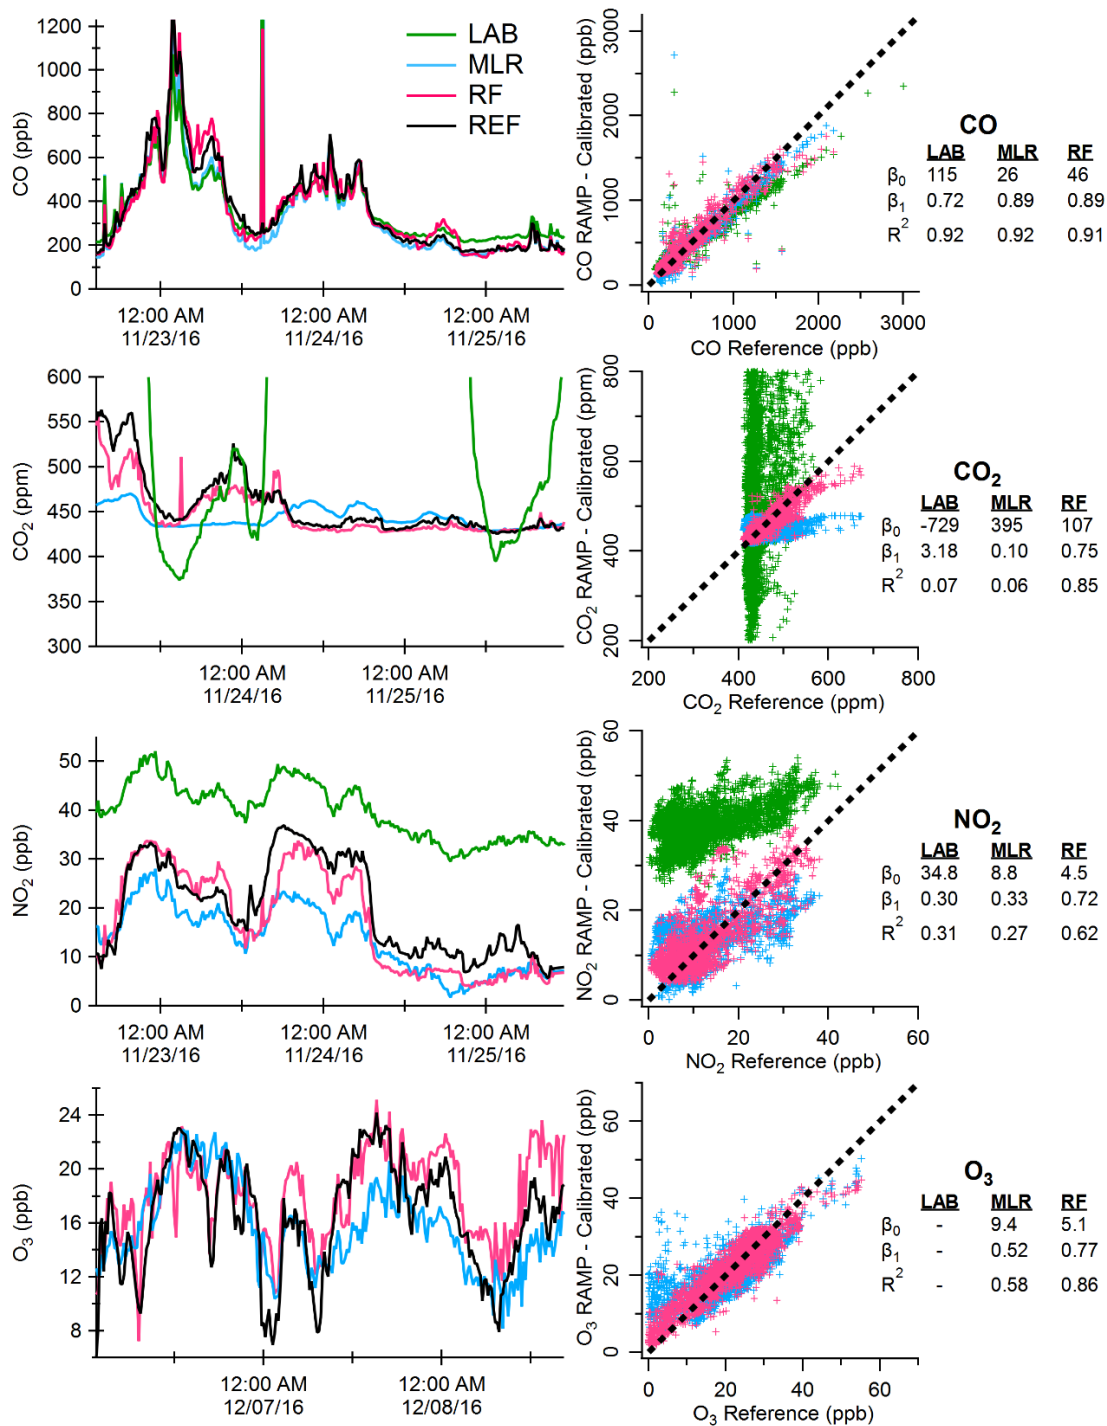 1200
1000
800
600
400
200
0
CO (ppb)
LAB
MLR
RF
REF
12:00 AM 12:00 AM 12:00 AM
11/23/16 11/24/16 11/25/16
3000
2000
1000
0
CO RAMP - Calibrated (ppb)
0 1000 2000 3000
CO Reference (ppb)
CO
LAB MLR RF
β0 115 26 46
β1 0.72 0.89 0.89
R2 0.92 0.92 0.91
600
550
500
450
400
350
300
CO2 (ppm)
12:00 AM 12:00 AM
11/24/16 11/25/16
800
600
400
200
CO2 RAMP - Calibrated (ppm)
200 400 600 800
CO2 Reference (ppm)
CO2
LAB MLR RF
β0 -729 395 107
β1 3.18 0.10 0.75
R2 0.07 0.06 0.85
50
40
30
20
10
0
NO2 (ppb)
12:00 AM 12:00 AM 12:00 AM
11/23/16 11/24/16 11/25/16
60
40
20
0
NO2 RAMP - Calibrated (ppb)
0 20 40 60
NO2 Reference (ppb)
NO2
LAB MLR RF
β0 34.8 8.8 4.5
β1 0.30 0.33 0.72
R2 0.31 0.27 0.62
24
20
16
12
8
O3 (ppb)
12:00 AM 12:00 AM
12/07/16 12/08/16
60
40
20
0
O3 RAMP - Calibrated (ppb)
0 20 40 60
O3 Reference (ppb)
O3
LAB MLR RF
β0 - 9.4 5.1
β1 - 0.52 0.77
R2 - 0.58 0.86